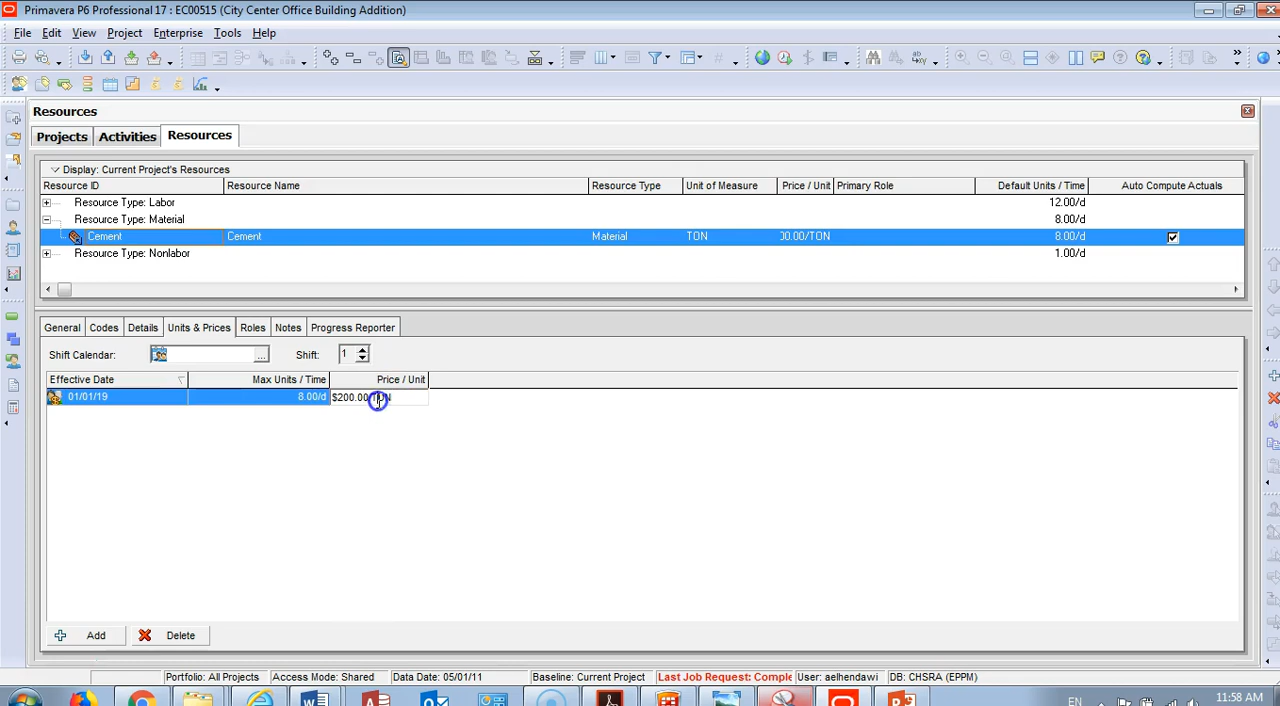 Primavera P6 Professional 17 : EC00515 (City Center Office Building Addition)
File Edit View Project Enterprise Tools Help
Resources
Projects Activities Resources
Display: Current Project's Resources
Resource ID Resource Name Resource Type Unit of Measure Price / Unit Primary Role Default Units / Time Auto Compute Actuals
Resource Type: Labor 12.00/d
Resource Type: Material 8.00/d
Cement Cement Material TON 00.00/TON 8.00/d
Resource Type: Nonlabor 1.00/d
General Codes Details Units & Prices Roles Notes Progress Reporter
Shift Calendar: ... Shift: 1
Effective Date Max Units / Time Price / Unit
01/01/19 8.00/d $200.00/TON
Add Delete
Portfolio: All Projects Access Mode: Shared Data Date: 05/01/11 Baseline: Current Project Last Job Request: Comple User: aelhendawi DB: CHSRA (EPPM)
EN 11:58 AM